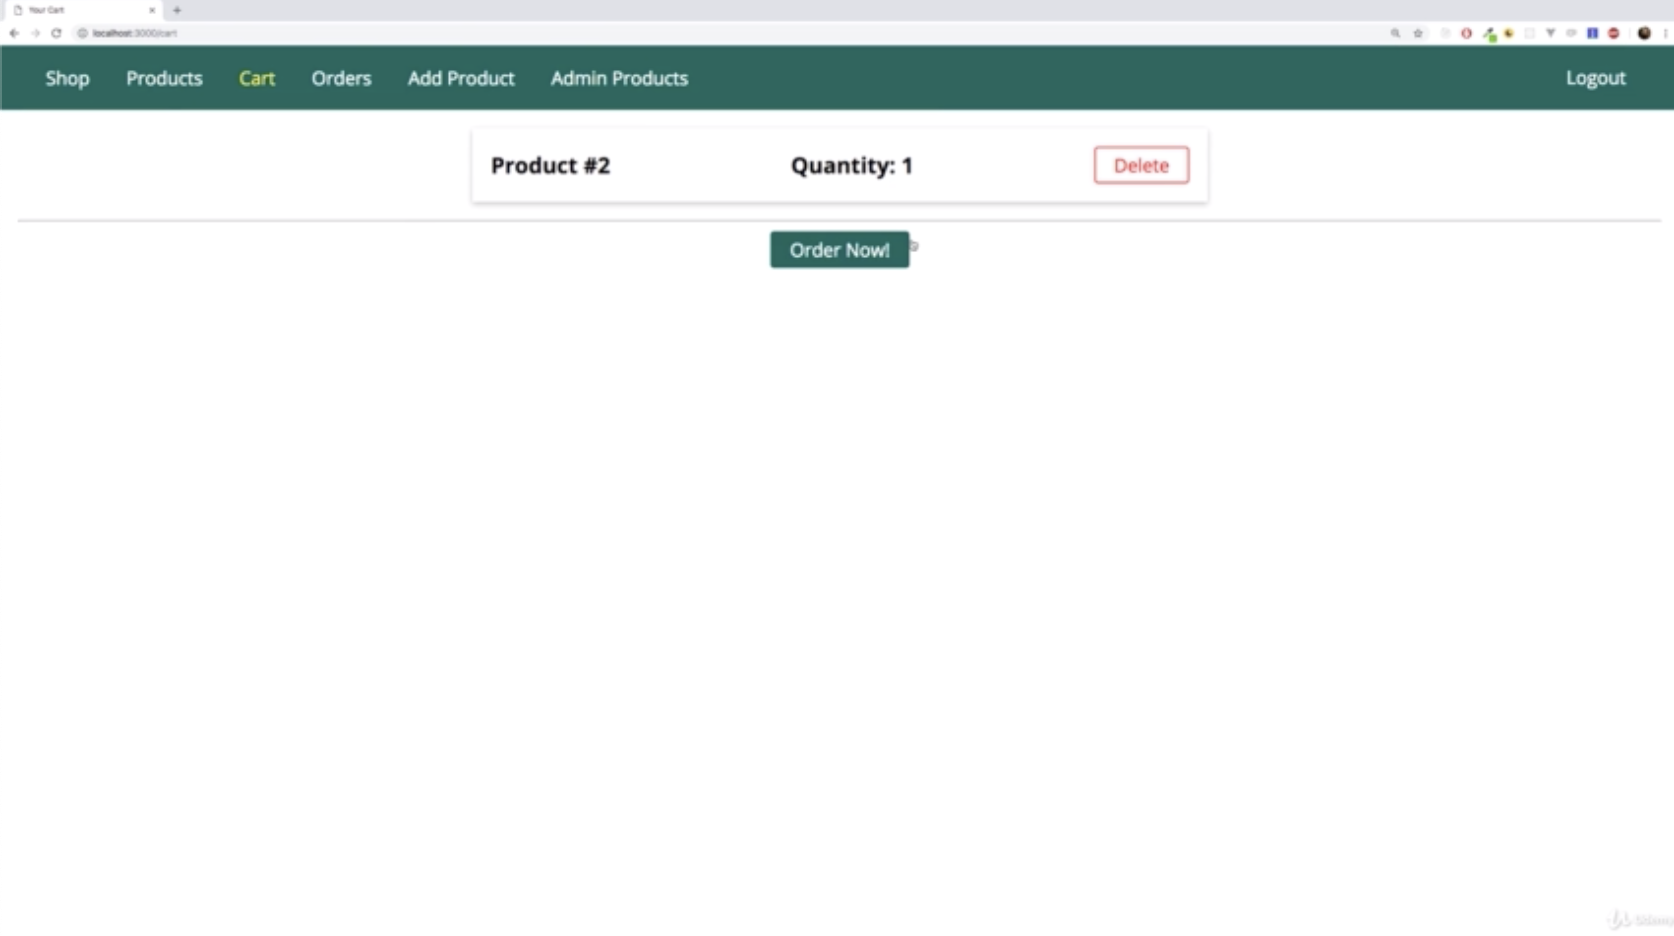 Your Cart
localhost:3000/cart
Shop Products Cart Orders Add Product Admin Products Logout
Product #2 Quantity: 1 Delete
Order Now!
Udemy